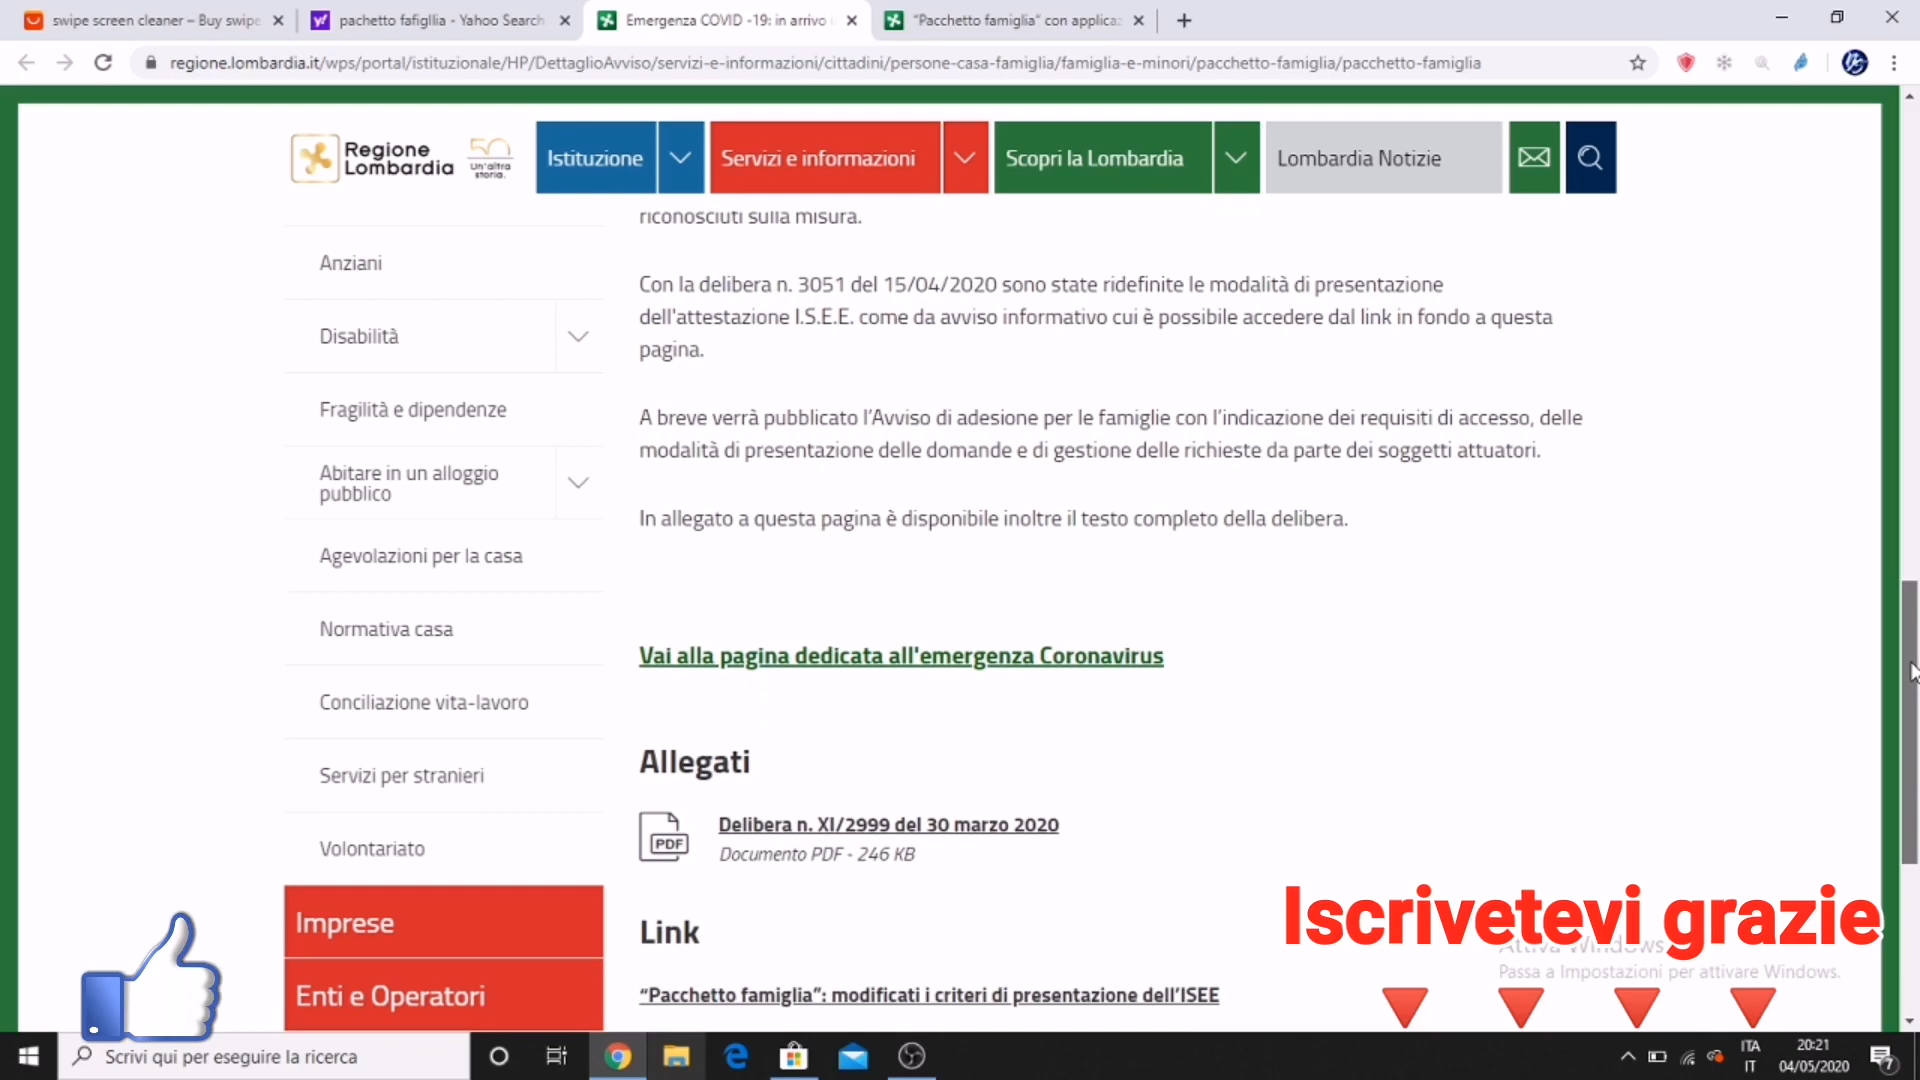 swipe screen cleaner – Buy swipe
pachetto fafigllia - Yahoo Search
Emergenza COVID -19: in arrivo
"Pacchetto famiglia" con applica
regione.lombardia.it/wps/portal/istituzionale/HP/DettaglioAvviso/servizi-e-informazioni/cittadini/persone-casa-famiglia/famiglia-e-minori/pacchetto-famiglia/pacchetto-famiglia
Regione
Lombardia
50
Un'altra
storia.
Istituzione
Servizi e informazioni
Scopri la Lombardia
Lombardia Notizie
riconosciuti sulla misura.
Anziani
Disabilità
Fragilità e dipendenze
Abitare in un alloggio
pubblico
Agevolazioni per la casa
Normativa casa
Conciliazione vita-lavoro
Servizi per stranieri
Volontariato
Imprese
Enti e Operatori
Con la delibera n. 3051 del 15/04/2020 sono state ridefinite le modalità di presentazione
dell'attestazione I.S.E.E. come da avviso informativo cui è possibile accedere dal link in fondo a questa
pagina.
A breve verrà pubblicato l'Avviso di adesione per le famiglie con l'indicazione dei requisiti di accesso, delle
modalità di presentazione delle domande e di gestione delle richieste da parte dei soggetti attuatori.
In allegato a questa pagina è disponibile inoltre il testo completo della delibera.
Vai alla pagina dedicata all'emergenza Coronavirus
Allegati
PDF
Delibera n. XI/2999 del 30 marzo 2020
Documento PDF - 246 KB
Link
"Pacchetto famiglia": modificati i criteri di presentazione dell'ISEE
Iscrivetevi grazie
Attiva Windows
Passa a Impostazioni per attivare Windows.
Scrivi qui per eseguire la ricerca
ITA
IT
20:21
04/05/2020
7